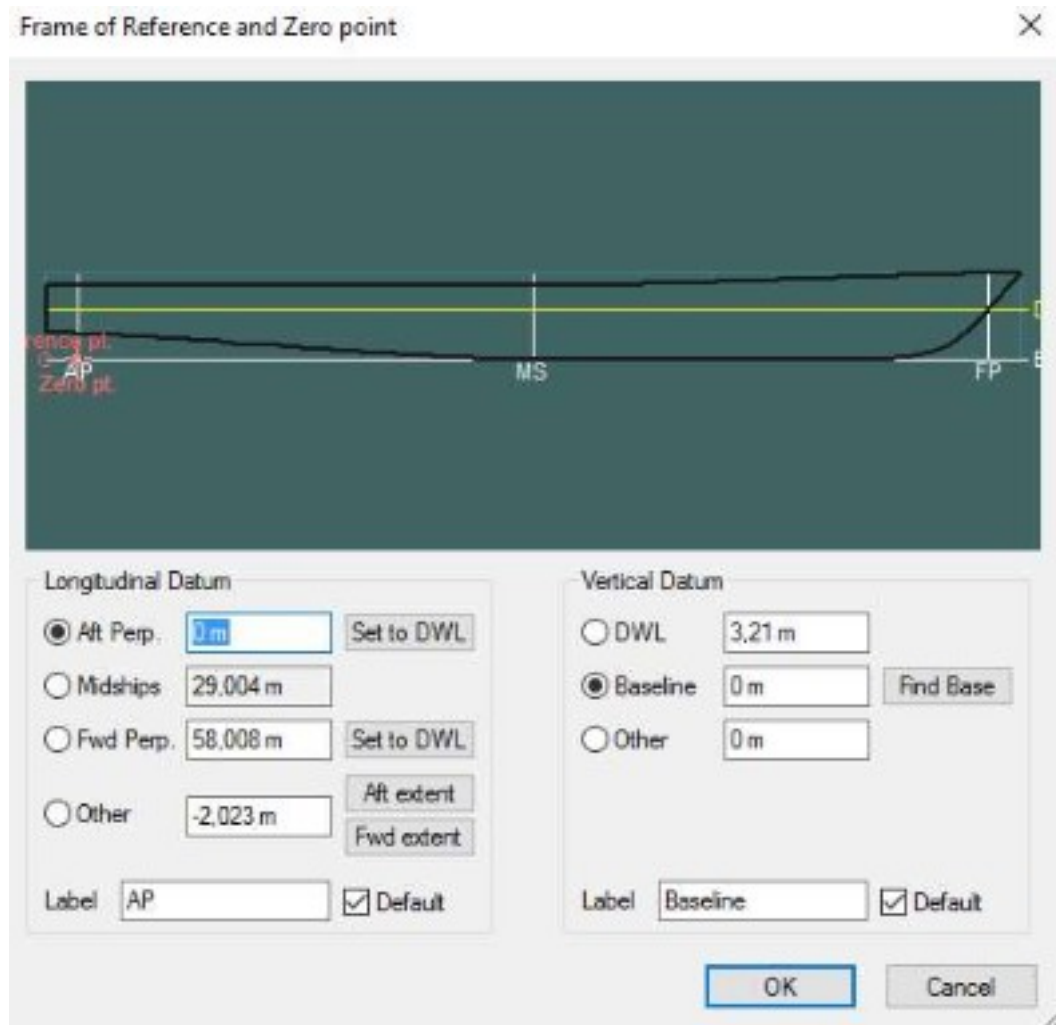 Frame of Reference and Zero point
rence pt.
AP
Zero pt.
MS
FP
Longitudinal Datum
Aft Perp. 0 m Set to DWL
Midships 29,004 m
Fwd Perp. 58,008 m Set to DWL
Aft extent
Other -2,023 m
Fwd extent
Label AP Default
Vertical Datum
DWL 3,21 m
Baseline 0 m Find Base
Other 0 m
Label Baseline Default
OK Cancel